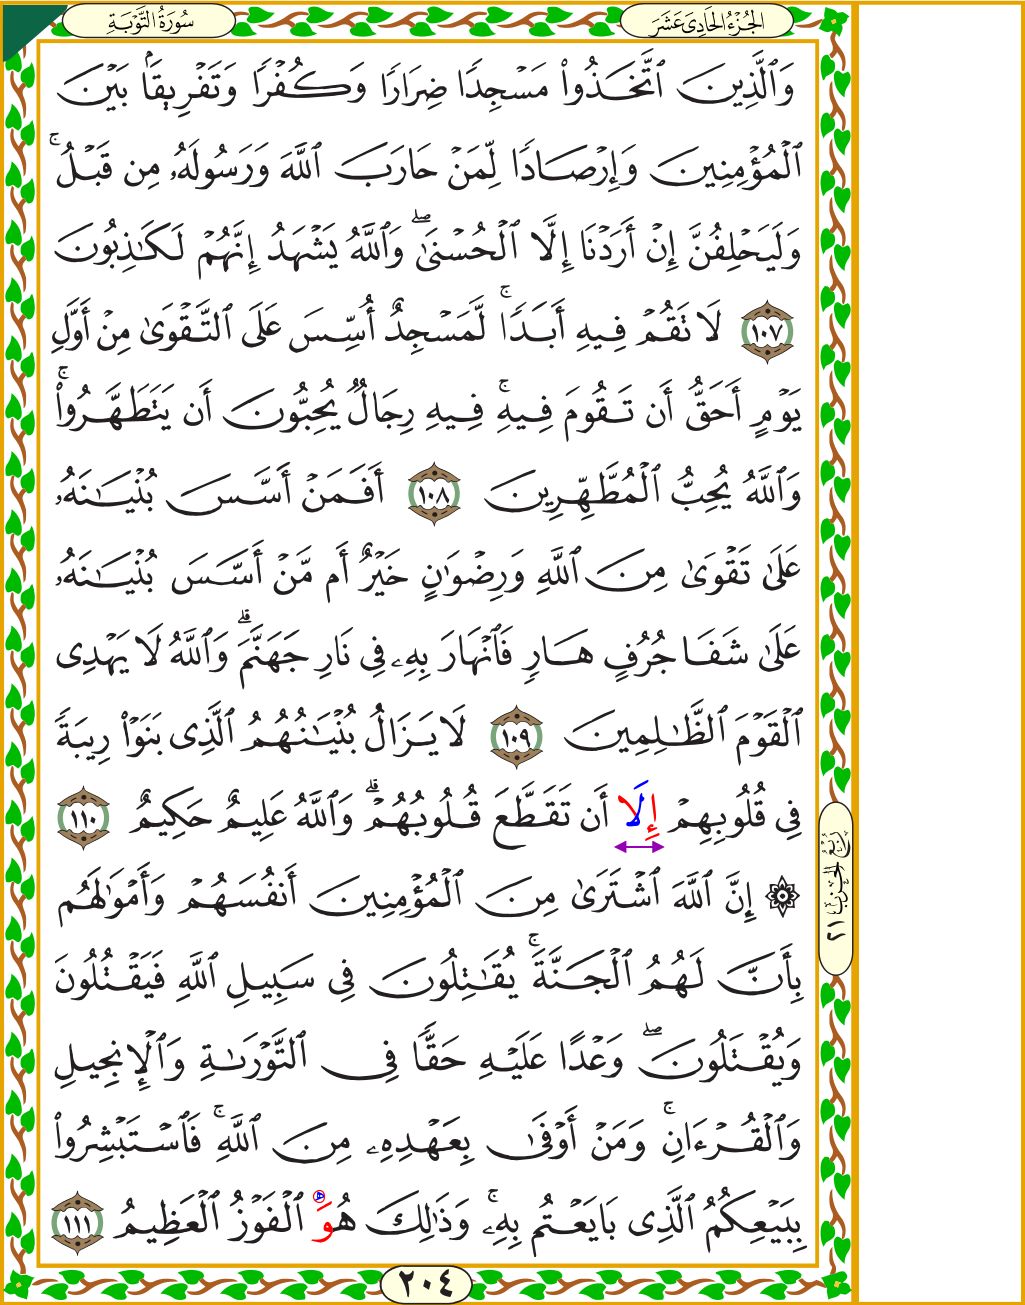 سُورَةُ التَّوْبَةِ
الجُزْءُ الحَادِيَ عَشَرَ
وَٱلَّذِينَ ٱتَّخَذُوا۟ مَسْجِدًا ضِرَارًا وَكُفْرًا وَتَفْرِيقًۢا بَيْنَ
ٱلْمُؤْمِنِينَ وَإِرْصَادًا لِّمَنْ حَارَبَ ٱللَّهَ وَرَسُولَهُۥ مِن قَبْلُ ۚ
وَلَيَحْلِفُنَّ إِنْ أَرَدْنَا إِلَّا ٱلْحُسْنَىٰ ۖ وَٱللَّهُ يَشْهَدُ إِنَّهُمْ لَكَـٰذِبُونَ
١٠٧ لَا تَقُمْ فِيهِ أَبَدًا ۚ لَّمَسْجِدٌ أُسِّسَ عَلَى ٱلتَّقْوَىٰ مِنْ أَوَّلِ
يَوْمٍ أَحَقُّ أَن تَقُومَ فِيهِ ۚ فِيهِ رِجَالٌ يُحِبُّونَ أَن يَتَطَهَّرُوا۟ ۚ
وَٱللَّهُ يُحِبُّ ٱلْمُطَّهِّرِينَ ١٠٨ أَفَمَنْ أَسَّسَ بُنْيَـٰنَهُۥ
عَلَىٰ تَقْوَىٰ مِنَ ٱللَّهِ وَرِضْوَٰنٍ خَيْرٌ أَم مَّنْ أَسَّسَ بُنْيَـٰنَهُۥ
عَلَىٰ شَفَا جُرُفٍ هَارٍ فَٱنْهَارَ بِهِۦ فِى نَارِ جَهَنَّمَ ۗ وَٱللَّهُ لَا يَهْدِى
ٱلْقَوْمَ ٱلظَّـٰلِمِينَ ١٠٩ لَا يَزَالُ بُنْيَـٰنُهُمُ ٱلَّذِى بَنَوْا۟ رِيبَةً
فِى قُلُوبِهِمْ إِلَا أَن تَقَطَّعَ قُلُوبُهُمْ ۗ وَٱللَّهُ عَلِيمٌ حَكِيمٌ ١١٠
۞ إِنَّ ٱللَّهَ ٱشْتَرَىٰ مِنَ ٱلْمُؤْمِنِينَ أَنفُسَهُمْ وَأَمْوَٰلَهُم
بِأَنَّ لَهُمُ ٱلْجَنَّةَ ۚ يُقَـٰتِلُونَ فِى سَبِيلِ ٱللَّهِ فَيَقْتُلُونَ
وَيُقْتَلُونَ ۖ وَعْدًا عَلَيْهِ حَقًّا فِى ٱلتَّوْرَىٰةِ وَٱلْإِنجِيلِ
وَٱلْقُرْءَانِ ۚ وَمَنْ أَوْفَىٰ بِعَهْدِهِۦ مِنَ ٱللَّهِ ۚ فَٱسْتَبْشِرُوا۟
بِبَيْعِكُمُ ٱلَّذِى بَايَعْتُم بِهِۦ ۚ وَذَٰلِكَ هُوَ ٱلْفَوْزُ ٱلْعَظِيمُ ١١١
رُبْعُ الحِزْبِ ٢١
٢٠٤